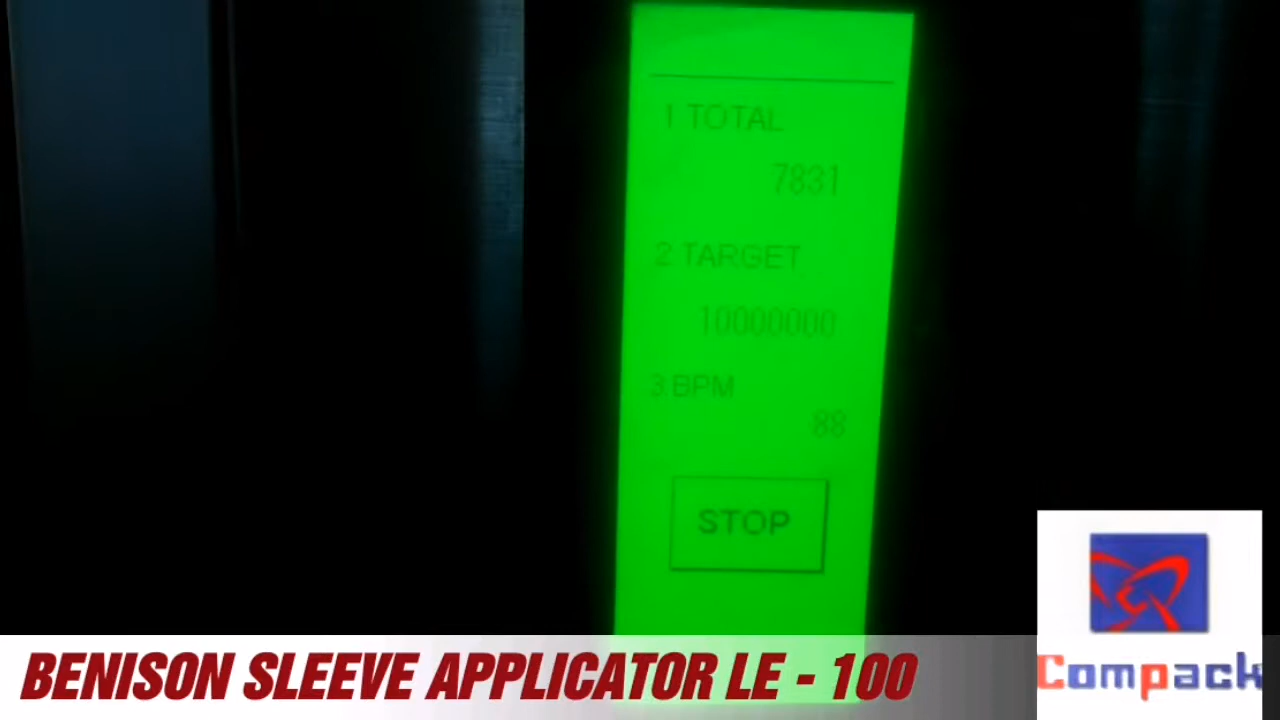 1 TOTAL
7831
2 TARGET
10000000
3 BPM
88
STOP
BENISON SLEEVE APPLICATOR LE - 100
Compack